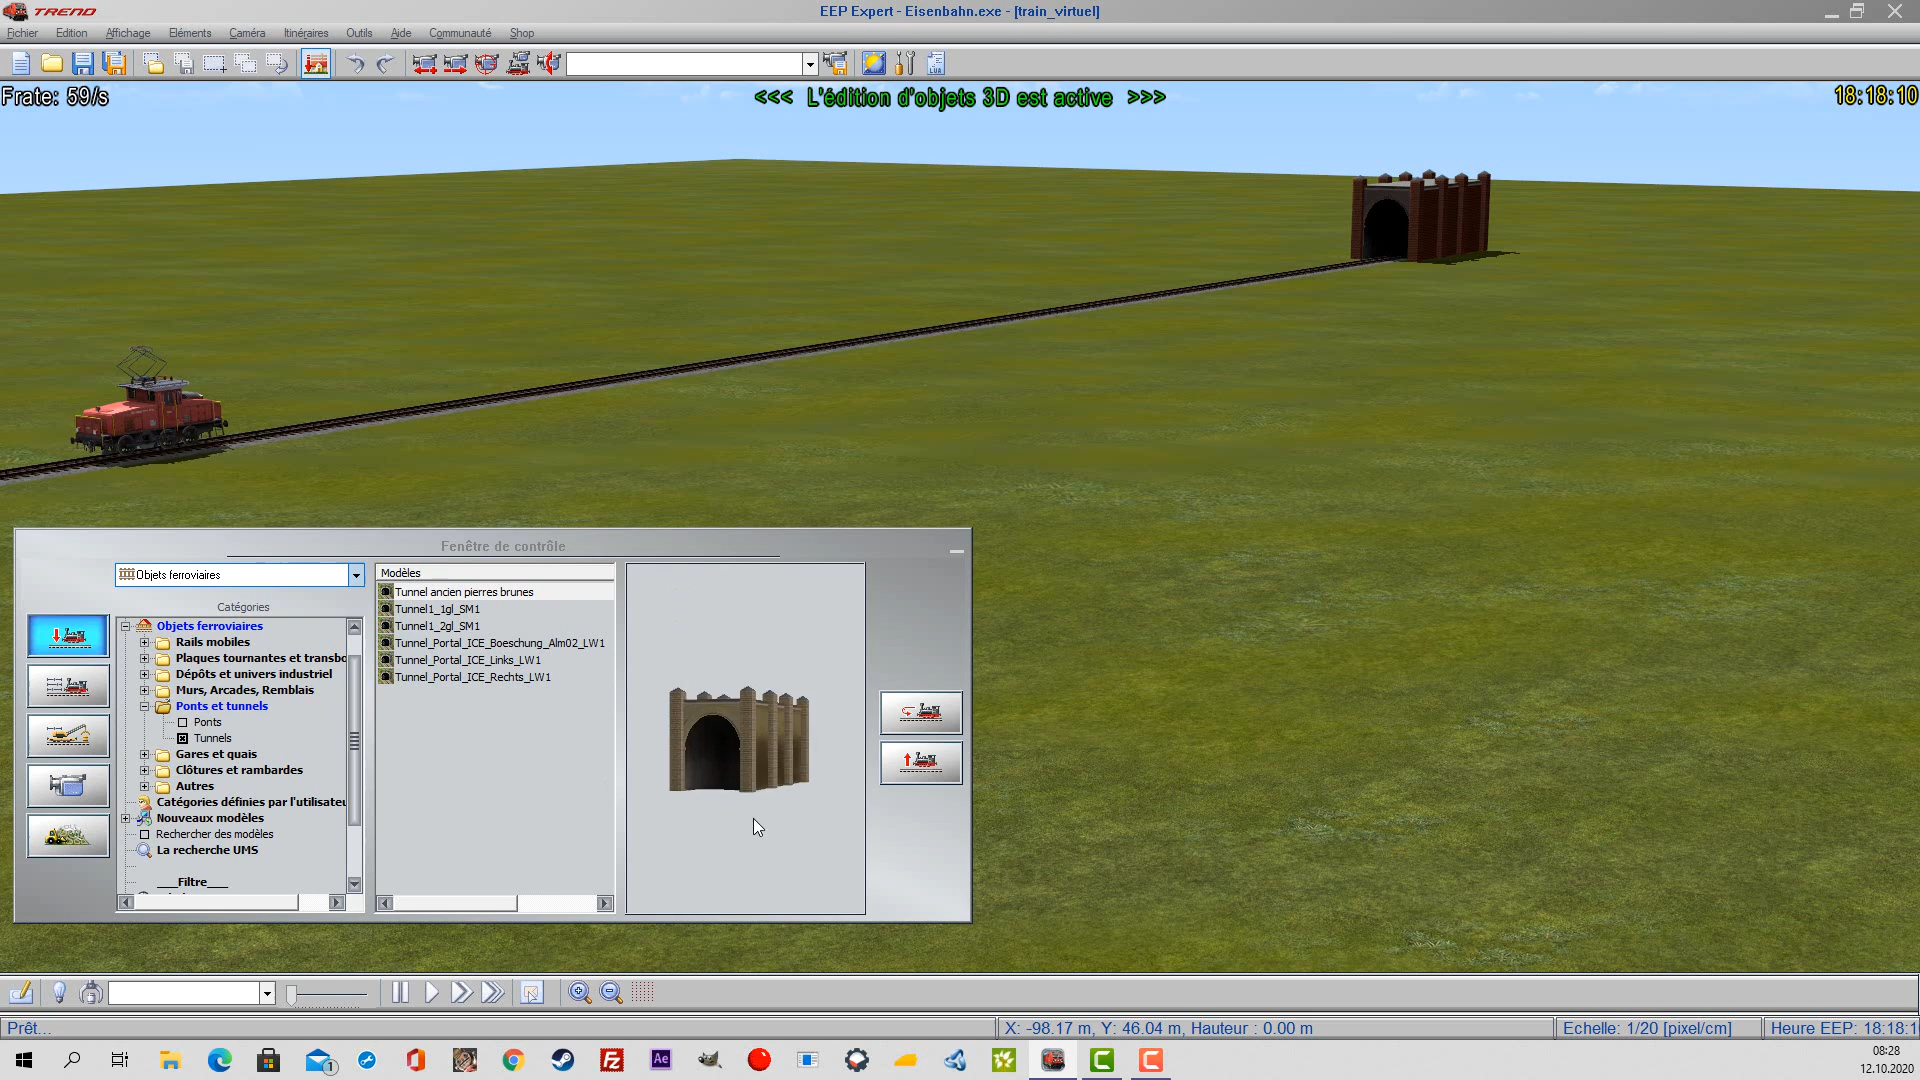 TREND
EEP Expert - Eisenbahn.exe - [train_virtuel]
Fichier Edition Affichage Eléments Caméra Itinéraires Outils Aide Communauté Shop
LUA
Frate: 59/s
<<< L'édition d'objets 3D est active >>>
18:18:10
Fenêtre de contrôle
Objets ferroviaires
Catégories
Objets ferroviaires
Rails mobiles
Plaques tournantes et transbo
Dépôts et univers industriel
Murs, Arcades, Remblais
Ponts et tunnels
Ponts
Tunnels
Gares et quais
Clôtures et rambardes
Autres
Catégories définies par l'utilisateu
Nouveaux modèles
Rechercher des modèles
La recherche UMS
___Filtre___
Modèles
Tunnel ancien pierres brunes
Tunnel1_1gl_SM1
Tunnel1_2gl_SM1
Tunnel_Portal_ICE_Boeschung_Alm02_LW1
Tunnel_Portal_ICE_Links_LW1
Tunnel_Portal_ICE_Rechts_LW1
Prêt...
X: -98.17 m, Y: 46.04 m, Hauteur : 0.00 m
Echelle: 1/20 [pixel/cm]
Heure EEP: 18:18:1
1
Fz
Ae
08:28
12.10.2020